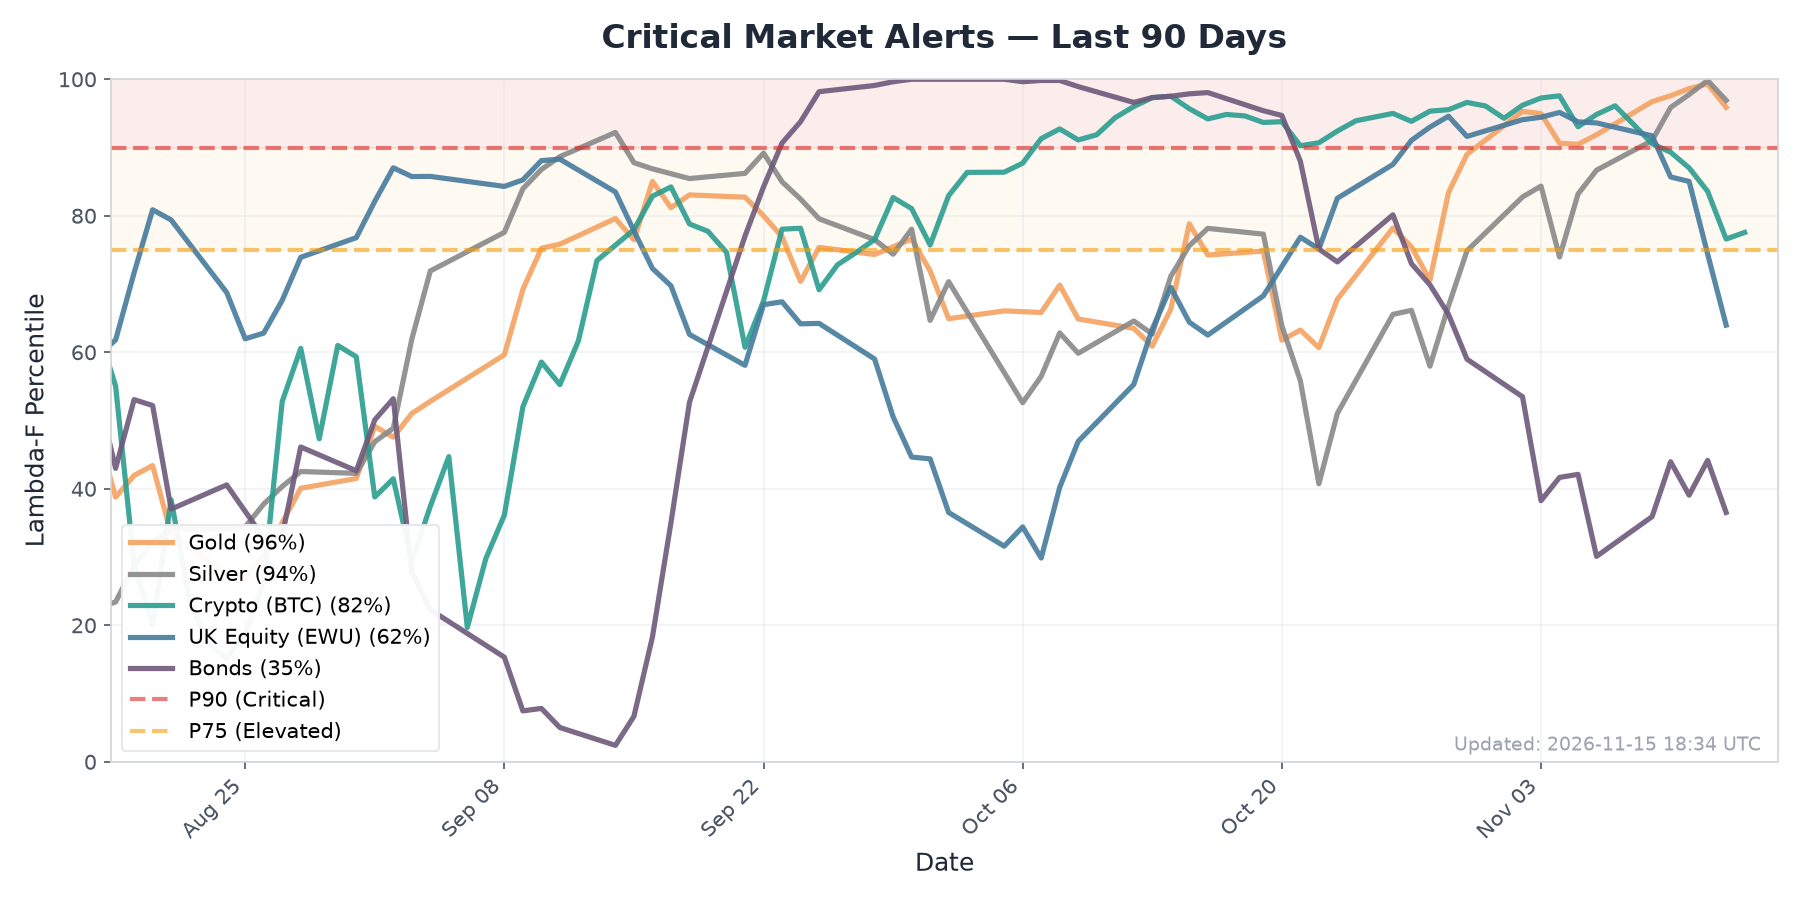 Critical Market Alerts — Last 90 Days
Lambda-F Percentile
100
80
60
40
20
0
Gold (96%)
Silver (94%)
Crypto (BTC) (82%)
UK Equity (EWU) (62%)
Bonds (35%)
P90 (Critical)
P75 (Elevated)
Updated: 2026-11-15 18:34 UTC
Aug 25
Sep 08
Sep 22
Oct 06
Oct 20
Nov 03
Date